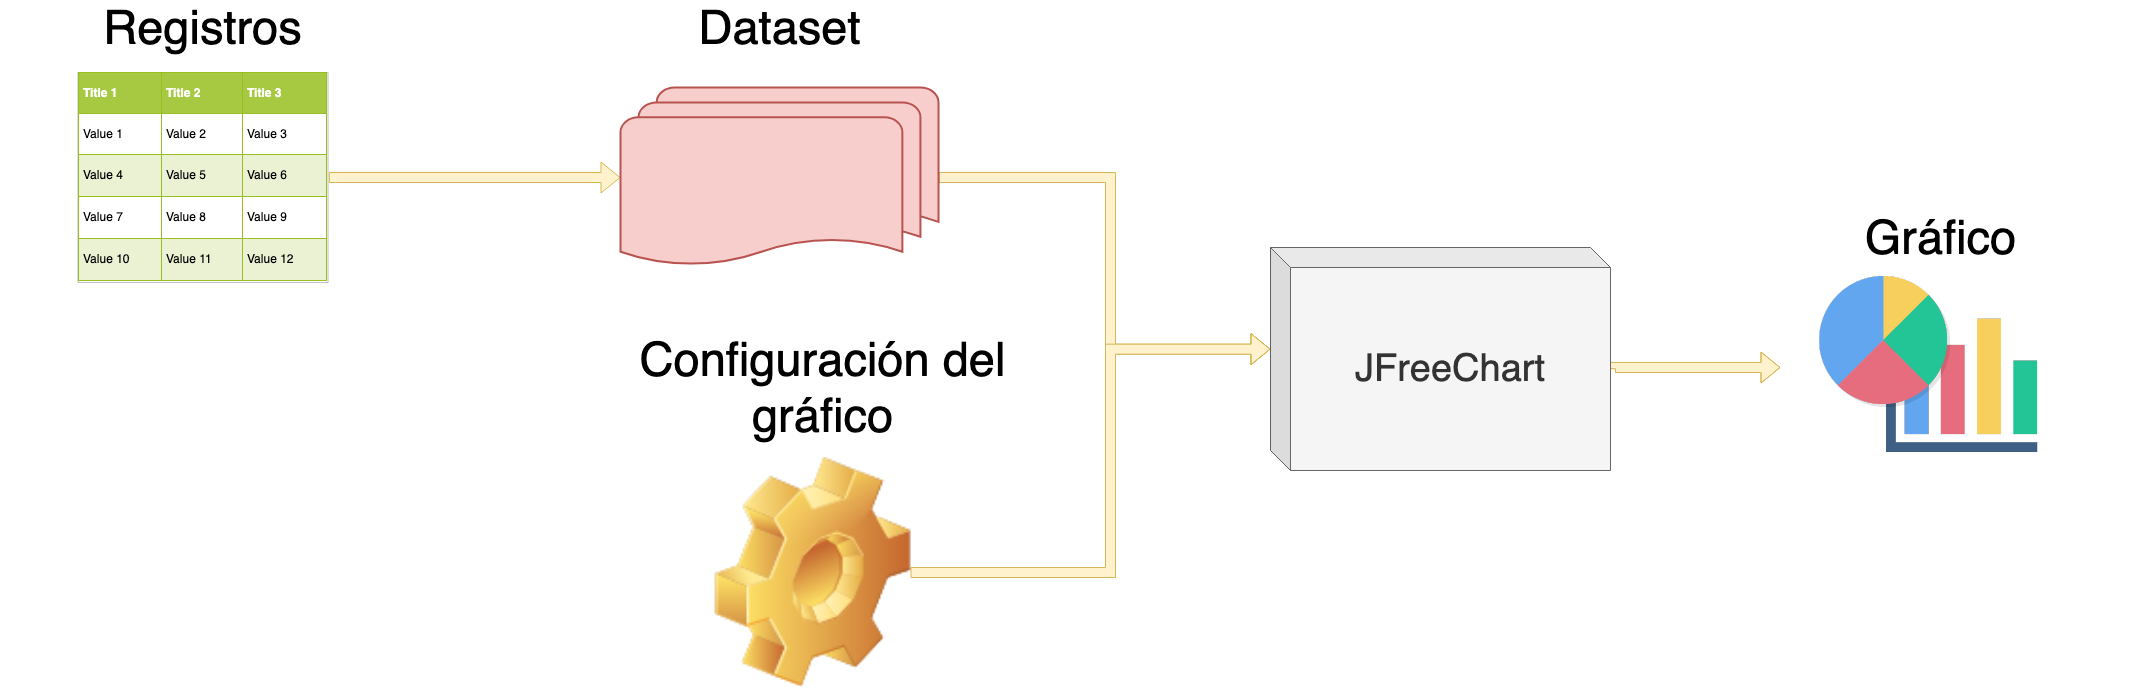 Registros
Title 1 Title 2 Title 3
Value 1 Value 2 Value 3
Value 4 Value 5 Value 6
Value 7 Value 8 Value 9
Value 10 Value 11 Value 12
Dataset
Configuración del
gráfico
JFreeChart
Gráfico